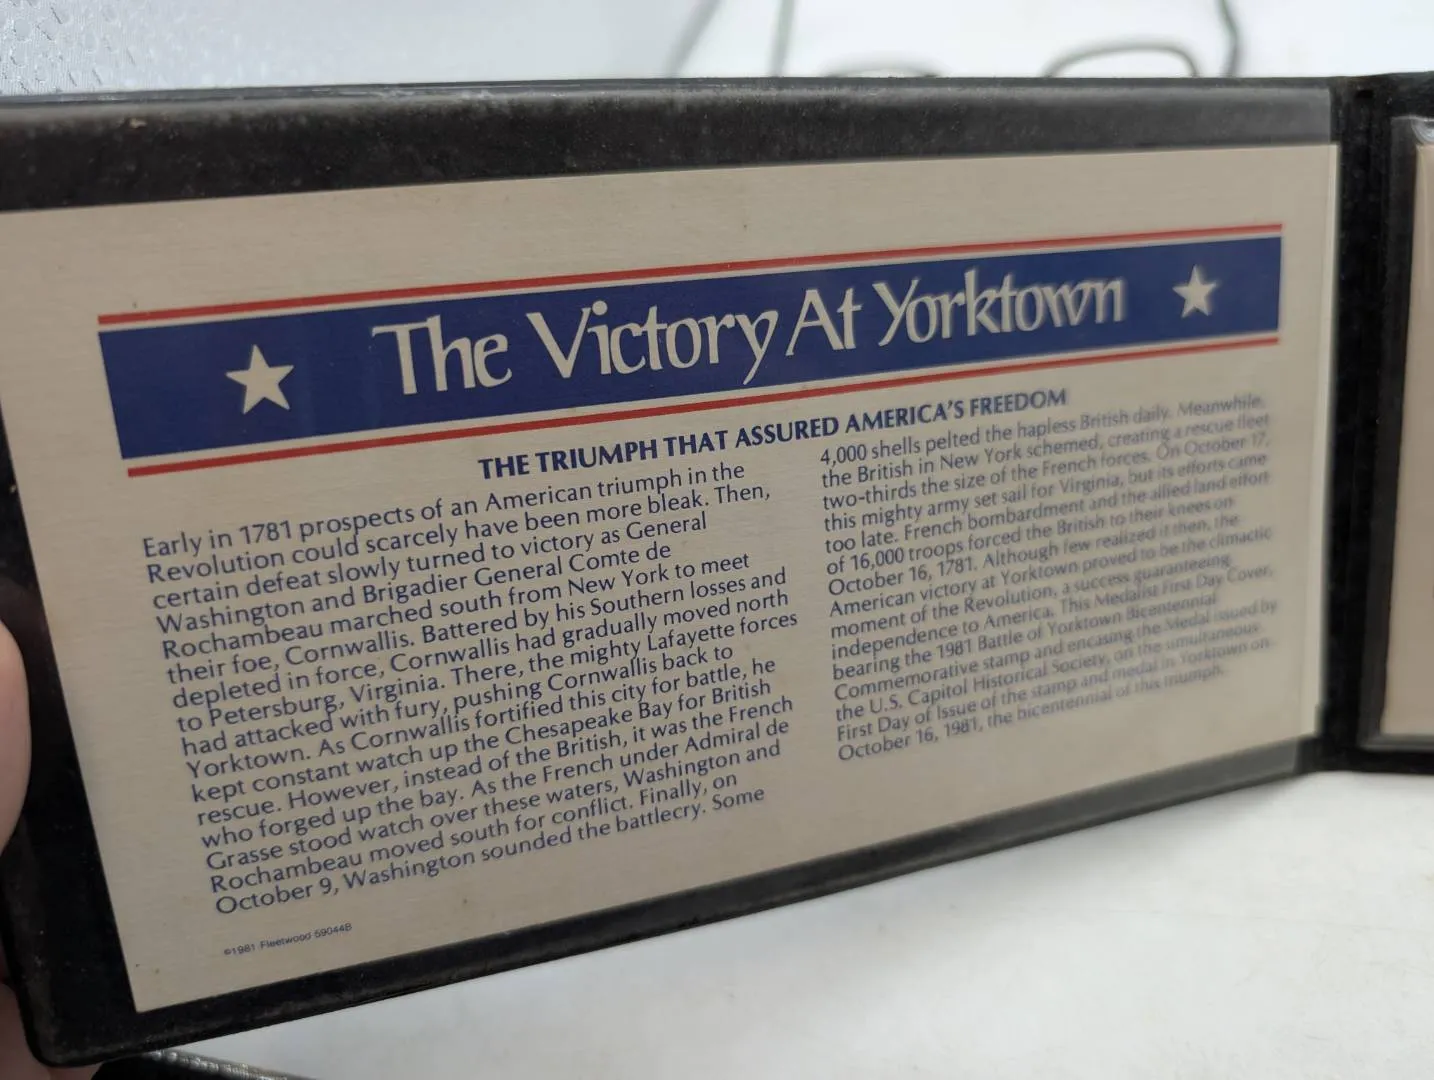 The Victory At Yorktown
THE TRIUMPH THAT ASSURED AMERICA'S FREEDOM
Early in 1781 prospects of an American triumph in the
Revolution could scarcely have been more bleak. Then,
certain defeat slowly turned to victory as General
Washington and Brigadier General Comte de
Rochambeau marched south from New York to meet
their foe, Cornwallis. Battered by his Southern losses and
depleted in force, Cornwallis had gradually moved north
to Petersburg, Virginia. There, the mighty Lafayette forces
had attacked with fury, pushing Cornwallis back to
Yorktown. As Cornwallis fortified this city for battle, he
kept constant watch up the Chesapeake Bay for British
rescue. However, instead of the British, it was the French
who forged up the bay. As the French under Admiral de
Grasse stood watch over these waters, Washington and
Rochambeau moved south for conflict. Finally, on
October 9, Washington sounded the battlecry. Some
4,000 shells pelted the hapless British daily. Meanwhile,
the British in New York schemed, creating a rescue fleet
two-thirds the size of the French forces. On October 17,
this mighty army set sail for Virginia, but its efforts came
too late. French bombardment and the allied land effort
of 16,000 troops forced the British to their knees on
October 16, 1781. Although few realized it then, the
American victory at Yorktown proved to be the climactic
moment of the Revolution, a success guaranteeing
independence to America. This Medalist First Day Cover,
bearing the 1981 Battle of Yorktown Bicentennial
Commemorative stamp and encasing the Medal issued by
the U.S. Capitol Historical Society, on the simultaneous
First Day of Issue of the stamp and medal in Yorktown on
October 16, 1981, the bicentennial of this triumph.
©1981 Fleetwood 59044B